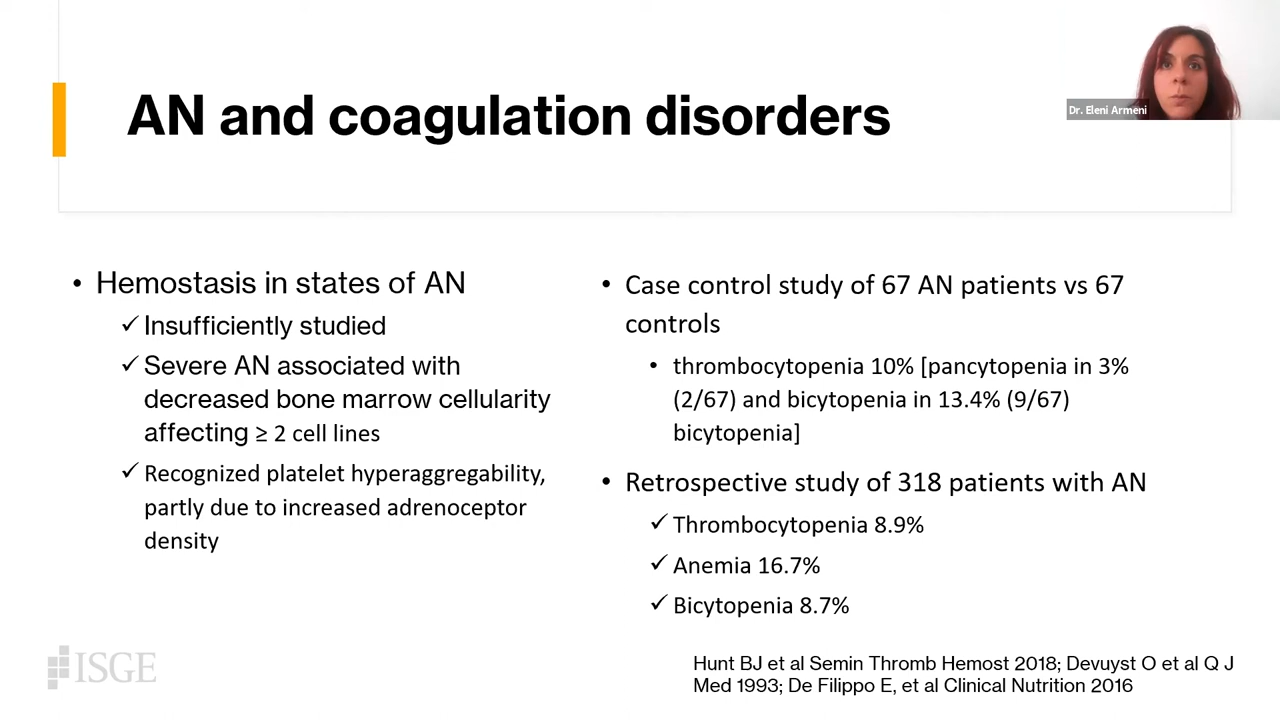 AN and coagulation disorders
Dr. Eleni Armeni
• Hemostasis in states of AN
✓ Insufficiently studied
✓ Severe AN associated with
decreased bone marrow cellularity
affecting ≥ 2 cell lines
✓ Recognized platelet hyperaggregability,
partly due to increased adrenoceptor
density
• Case control study of 67 AN patients vs 67
controls
• thrombocytopenia 10% [pancytopenia in 3%
(2/67) and bicytopenia in 13.4% (9/67)
bicytopenia]
• Retrospective study of 318 patients with AN
✓ Thrombocytopenia 8.9%
✓ Anemia 16.7%
✓ Bicytopenia 8.7%
ISGE
Hunt BJ et al Semin Thromb Hemost 2018; Devuyst O et al Q J
Med 1993; De Filippo E, et al Clinical Nutrition 2016